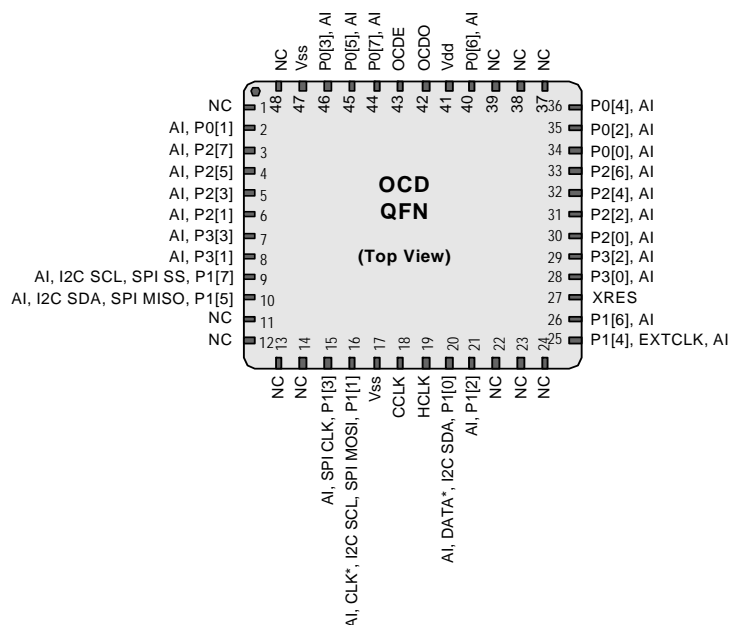 NC
Vss
P0[3], AI
P0[5], AI
P0[7], AI
OCDE
OCDO
Vdd
P0[6], AI
NC
NC
NC
48
47
46
45
44
43
42
41
40
39
38
37
NC 1
AI, P0[1] 2
AI, P2[7] 3
AI, P2[5] 4
AI, P2[3] 5
AI, P2[1] 6
AI, P3[3] 7
AI, P3[1] 8
AI, I2C SCL, SPI SS, P1[7] 9
AI, I2C SDA, SPI MISO, P1[5] 10
NC 11
NC 12
OCD
QFN
(Top View)
36 P0[4], AI
35 P0[2], AI
34 P0[0], AI
33 P2[6], AI
32 P2[4], AI
31 P2[2], AI
30 P2[0], AI
29 P3[2], AI
28 P3[0], AI
27 XRES
26 P1[6], AI
25 P1[4], EXTCLK, AI
13
14
15
16
17
18
19
20
21
22
23
24
NC
NC
AI, SPI CLK, P1[3]
AI, CLK*, I2C SCL, SPI MOSI, P1[1]
Vss
CCLK
HCLK
AI, DATA*, I2C SDA, P1[0]
AI, P1[2]
NC
NC
NC